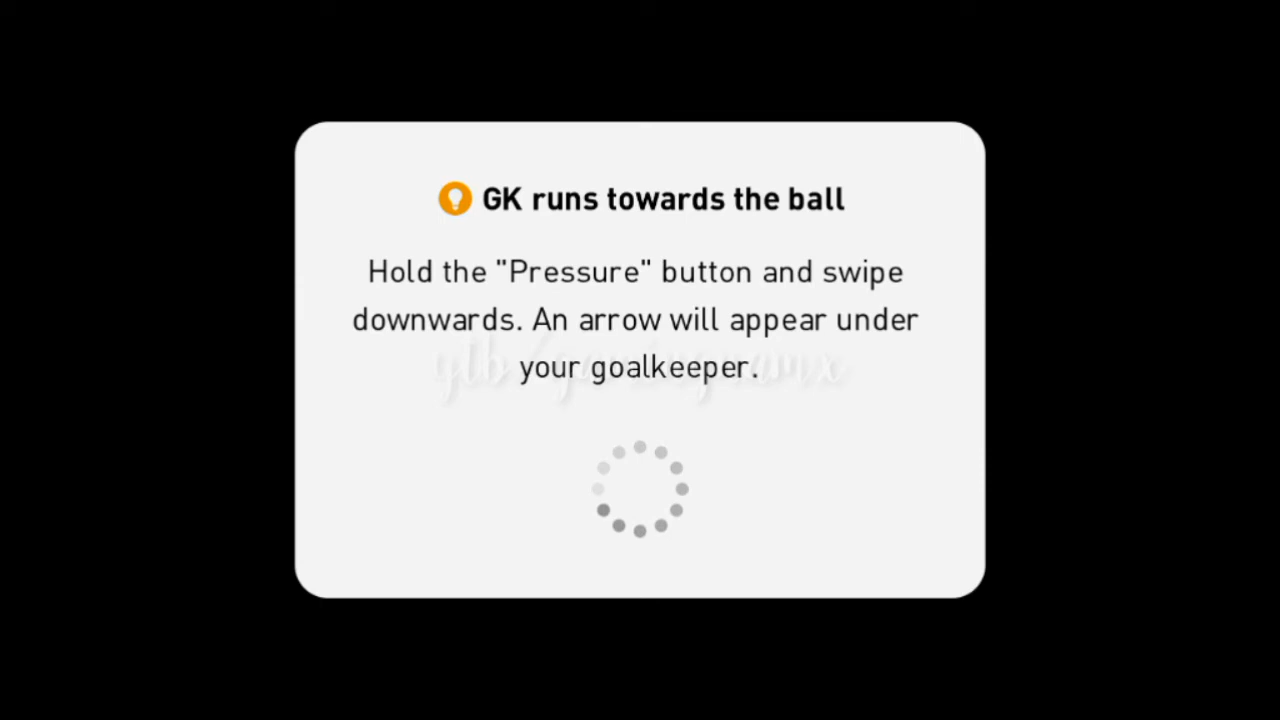 GK runs towards the ball
Hold the "Pressure" button and swipe
downwards. An arrow will appear under
your goalkeeper.